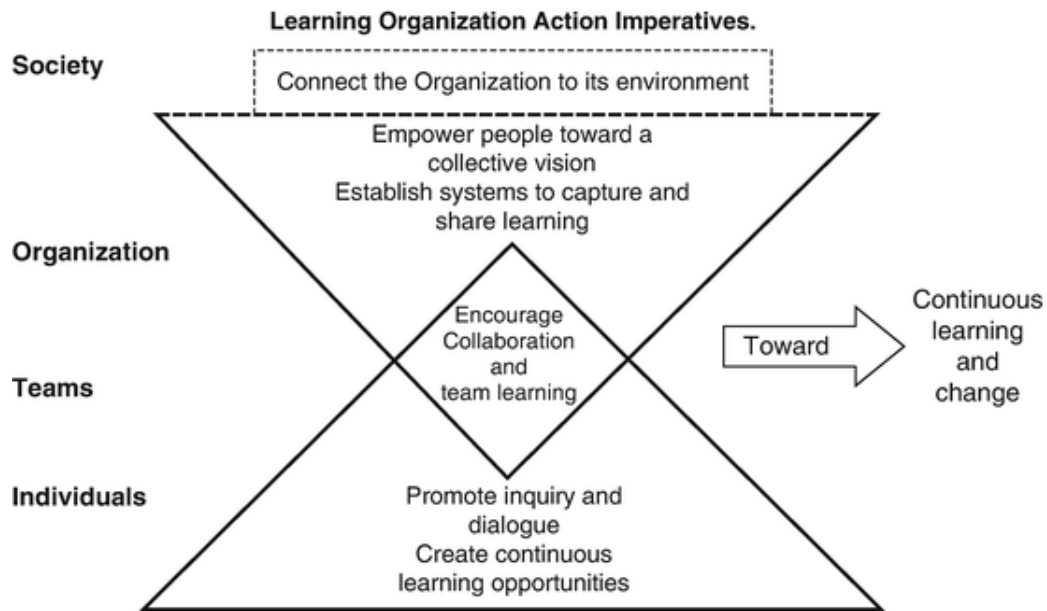 Learning Organization Action Imperatives.
Society
Connect the Organization to its environment
Empower people toward a
collective vision
Establish systems to capture and
share learning
Organization
Encourage
Collaboration
and
team learning
Toward
Continuous
learning
and
change
Teams
Individuals
Promote inquiry and
dialogue
Create continuous
learning opportunities